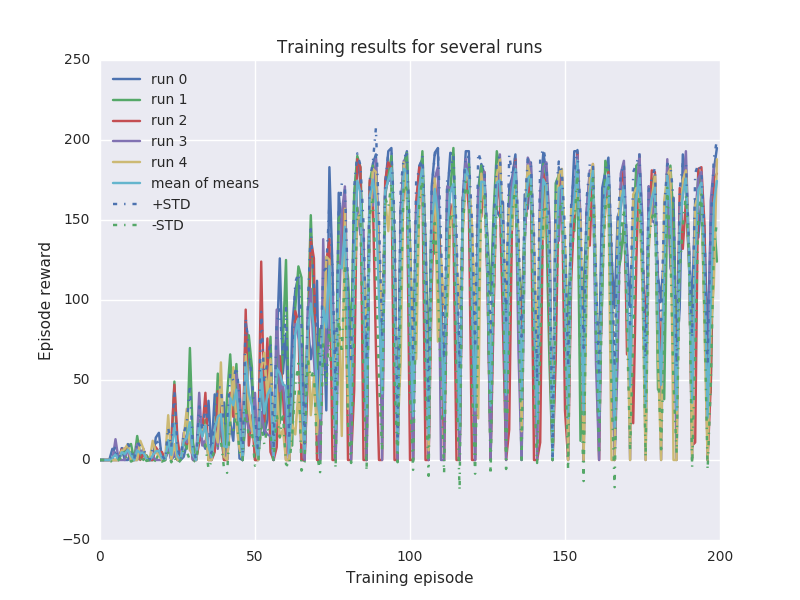 Training results for several runs
250
200
150
100
50
0
−50
run 0
run 1
run 2
run 3
run 4
mean of means
+STD
-STD
Episode reward
0 50 100 150 200
Training episode